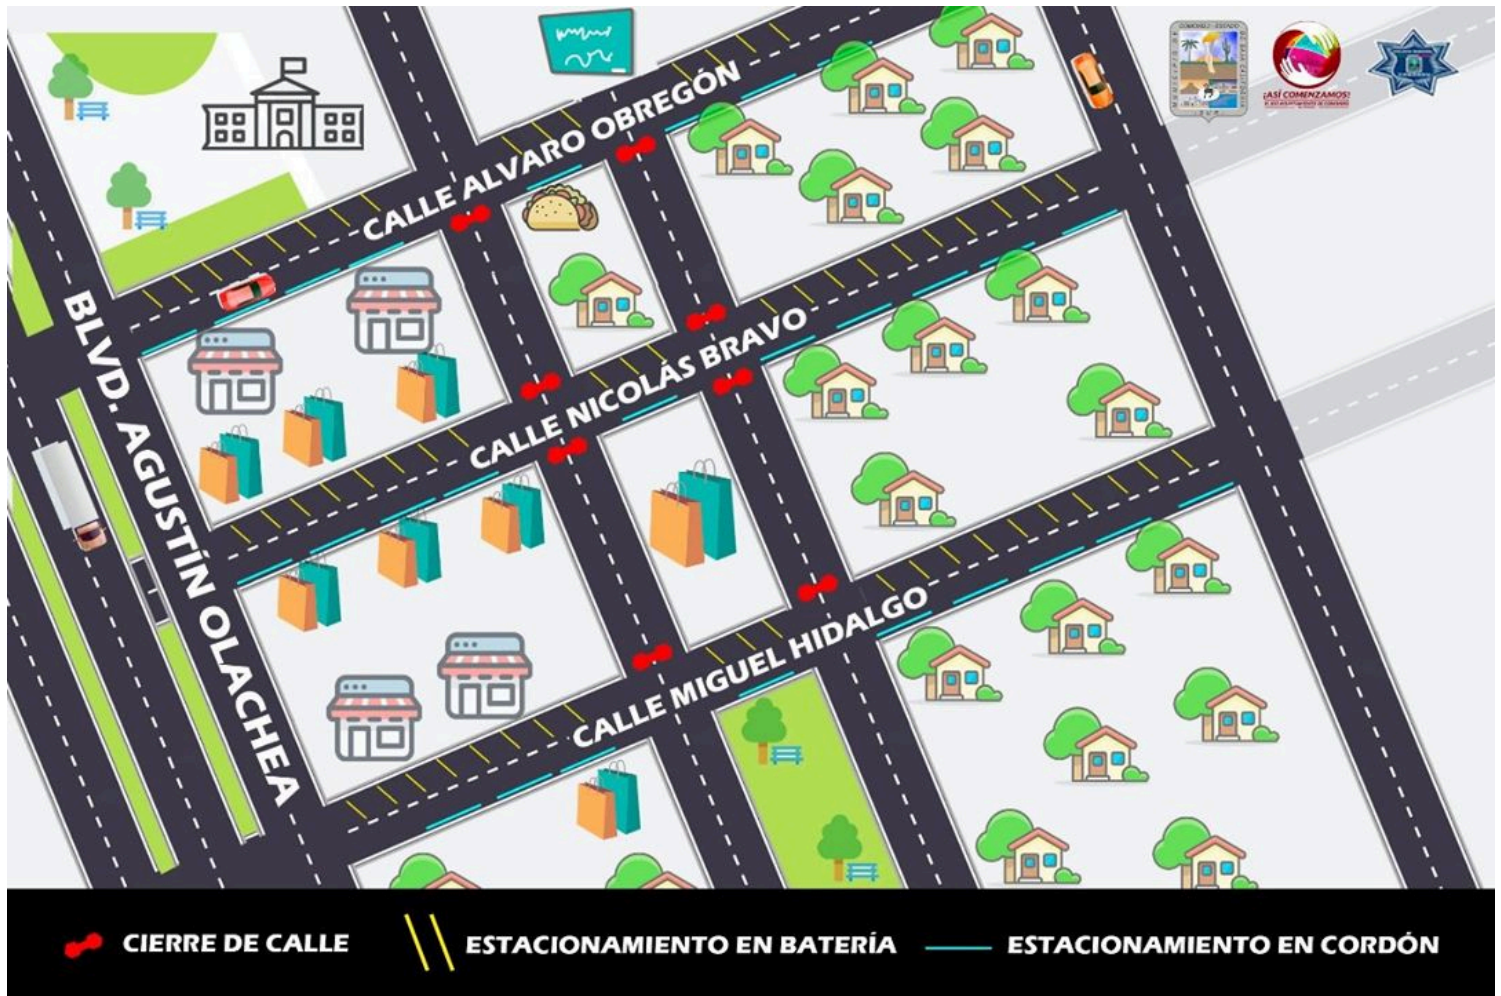 CALLE ALVARO OBREGÓN
¡ASÍ COMENZAMOS!
CALLE NICOLÁS BRAVO
BLVD. AGUSTÍN OLACHEA
CALLE MIGUEL HIDALGO
CIERRE DE CALLE
ESTACIONAMIENTO EN BATERÍA
ESTACIONAMIENTO EN CORDÓN